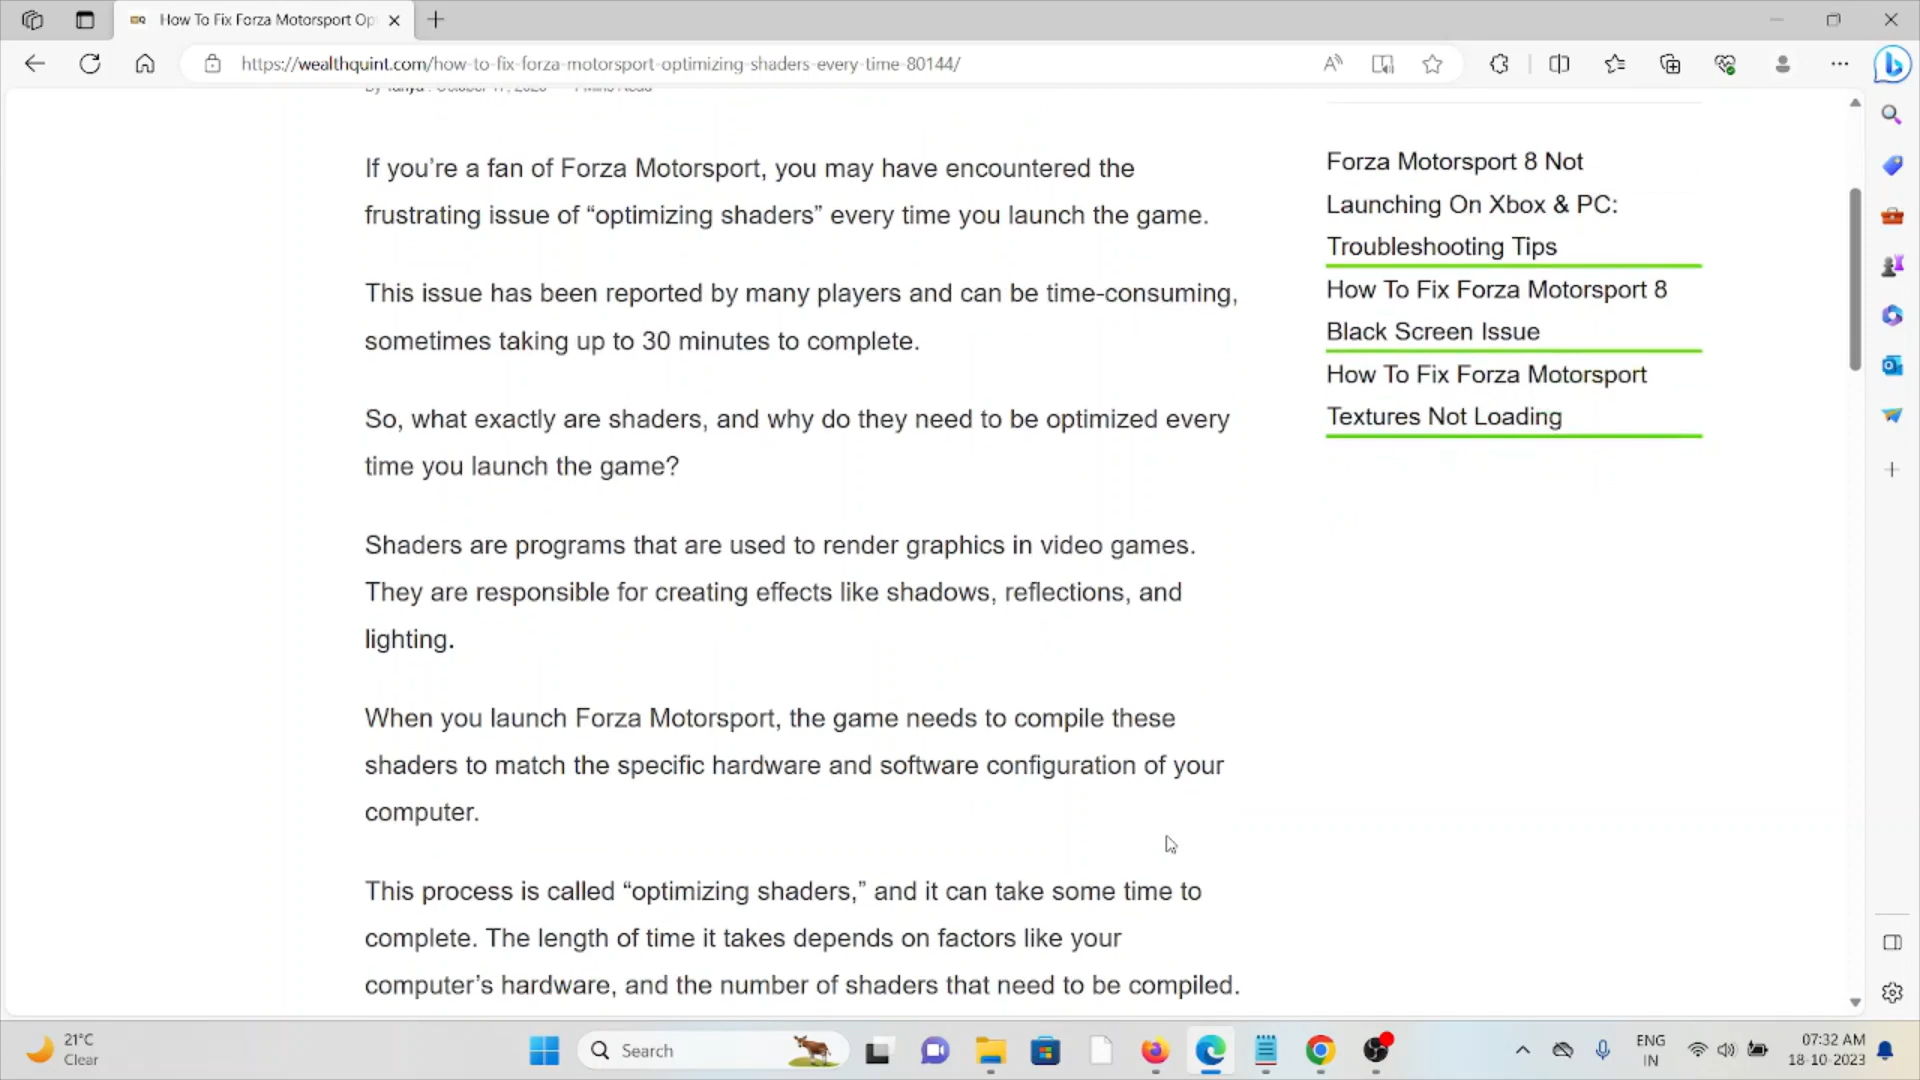 How To Fix Forza Motorsport Op
https://wealthquint.com/how-to-fix-forza-motorsport-optimizing-shaders-every-time-80144/
If you’re a fan of Forza Motorsport, you may have encountered the
frustrating issue of “optimizing shaders” every time you launch the game.
This issue has been reported by many players and can be time-consuming,
sometimes taking up to 30 minutes to complete.
So, what exactly are shaders, and why do they need to be optimized every
time you launch the game?
Shaders are programs that are used to render graphics in video games.
They are responsible for creating effects like shadows, reflections, and
lighting.
When you launch Forza Motorsport, the game needs to compile these
shaders to match the specific hardware and software configuration of your
computer.
This process is called “optimizing shaders,” and it can take some time to
complete. The length of time it takes depends on factors like your
computer’s hardware, and the number of shaders that need to be compiled.
Forza Motorsport 8 Not
Launching On Xbox & PC:
Troubleshooting Tips
How To Fix Forza Motorsport 8
Black Screen Issue
How To Fix Forza Motorsport
Textures Not Loading
21°C
Clear
Search
ENG
IN
07:32 AM
18-10-2023